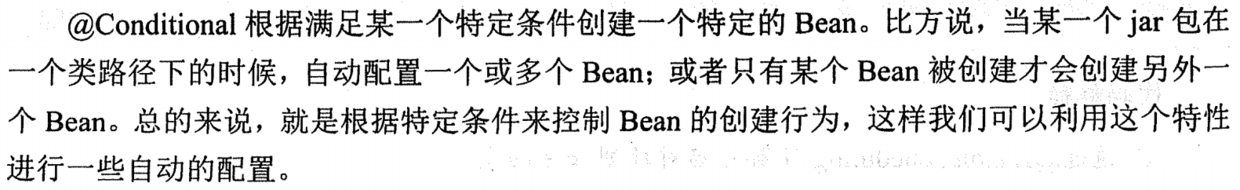 @Conditional 根据满足某一个特定条件创建一个特定的 Bean。比方说，当某一个 jar 包在
一个类路径下的时候，自动配置一个或多个 Bean；或者只有某个 Bean 被创建才会创建另外一
个 Bean。总的来说，就是根据特定条件来控制 Bean 的创建行为，这样我们可以利用这个特性
进行一些自动的配置。